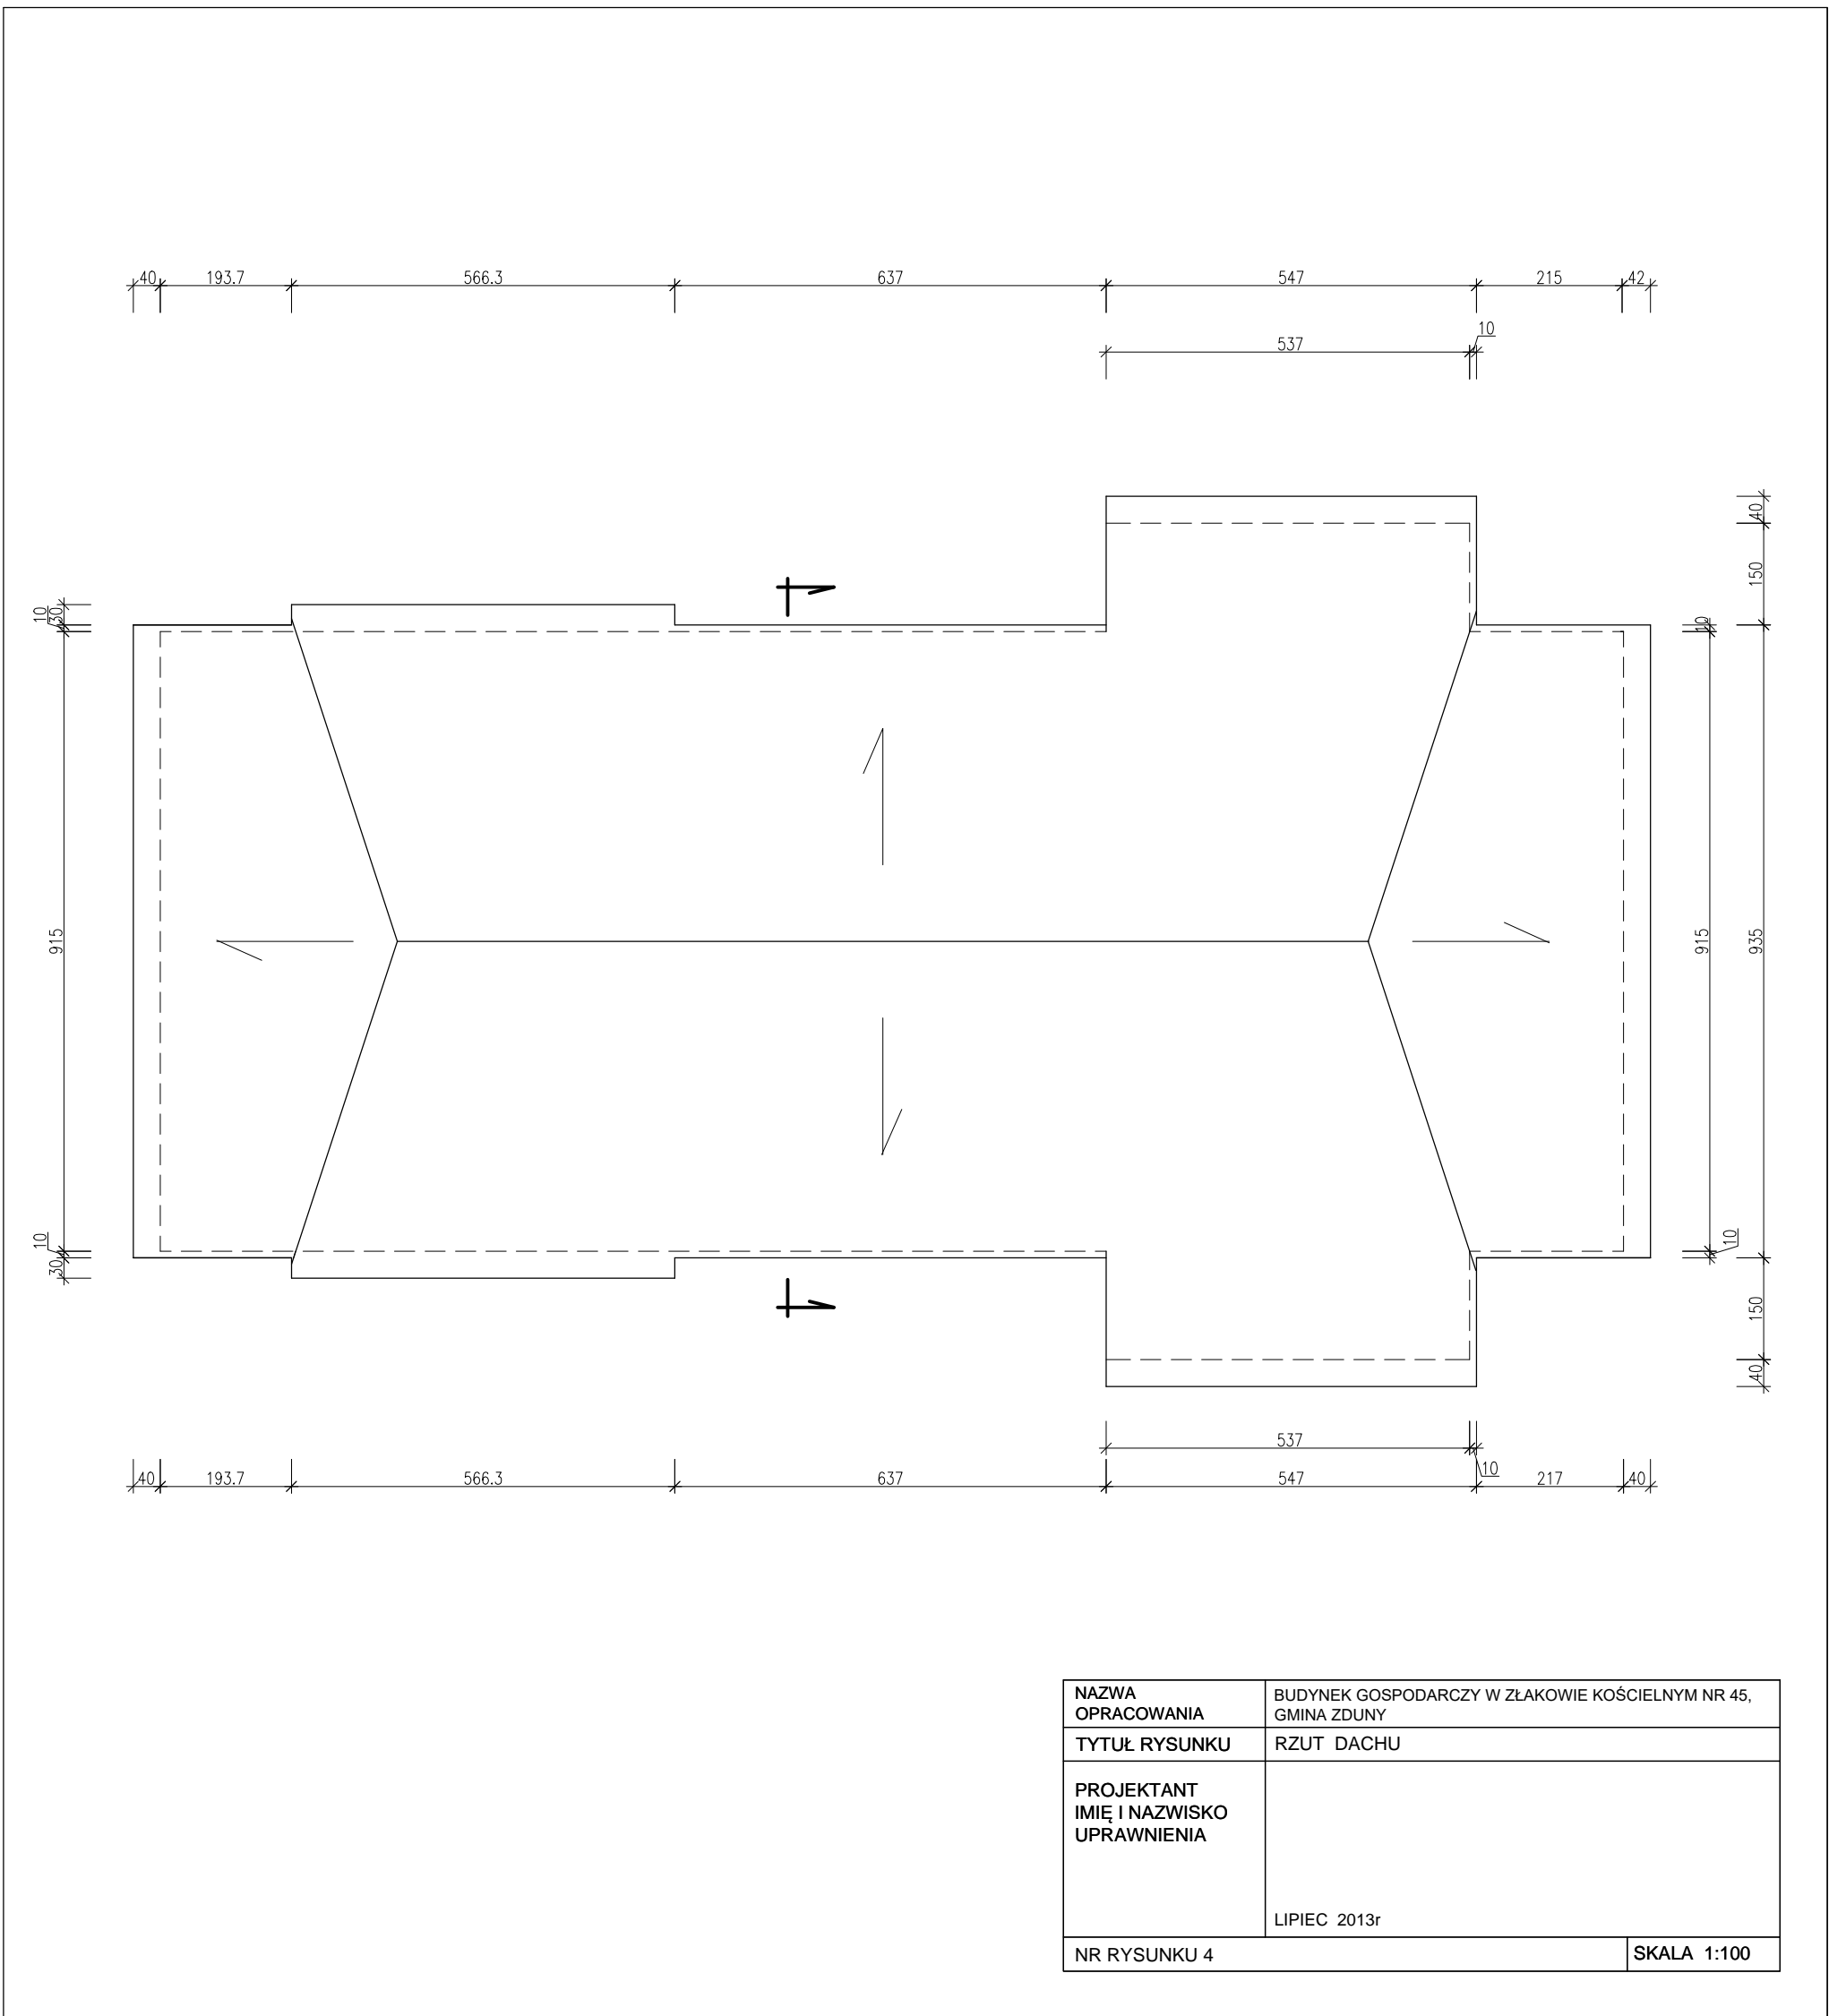 40 193.7 566.3 637 547 215 42
537 10
40
150
10 30 10
915 915 935
10 30 10
150
40
537
10
40 193.7 566.3 637 547 217 40
NAZWA
OPRACOWANIA
BUDYNEK GOSPODARCZY W ZŁAKOWIE KOŚCIELNYM NR 45,
GMINA ZDUNY
TYTUŁ RYSUNKU RZUT DACHU
PROJEKTANT
IMIĘ I NAZWISKO
UPRAWNIENIA
LIPIEC 2013r
NR RYSUNKU 4 SKALA 1:100